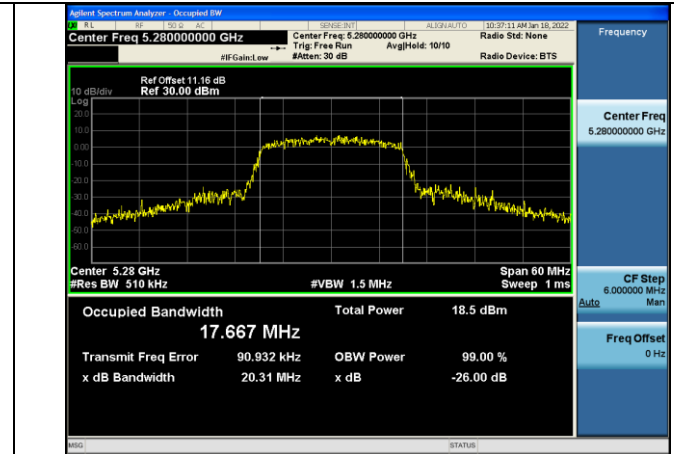 Agilent Spectrum Analyzer - Occupied BW
RL RF 50 Ω AC SENSE:INT ALIGNAUTO 10:37:11 AM Jan 18, 2022
Center Freq 5.280000000 GHz
Center Freq: 5.280000000 GHz
Radio Std: None
Trig: Free Run Avg|Hold: 10/10
#IFGain:Low #Atten: 30 dB Radio Device: BTS
Frequency
Ref Offset 11.16 dB
10 dB/div Ref 30.00 dBm
Log
20.0
10.0
0.00
-10.0
-20.0
-30.0
-40.0
-50.0
-60.0
Center Freq
5.280000000 GHz
Center 5.28 GHz Span 60 MHz
#Res BW 510 kHz #VBW 1.5 MHz Sweep 1 ms
CF Step
6.000000 MHz
Auto Man
Occupied Bandwidth Total Power 18.5 dBm
17.667 MHz
Transmit Freq Error 90.932 kHz OBW Power 99.00 %
x dB Bandwidth 20.31 MHz x dB -26.00 dB
Freq Offset
0 Hz
MSG STATUS